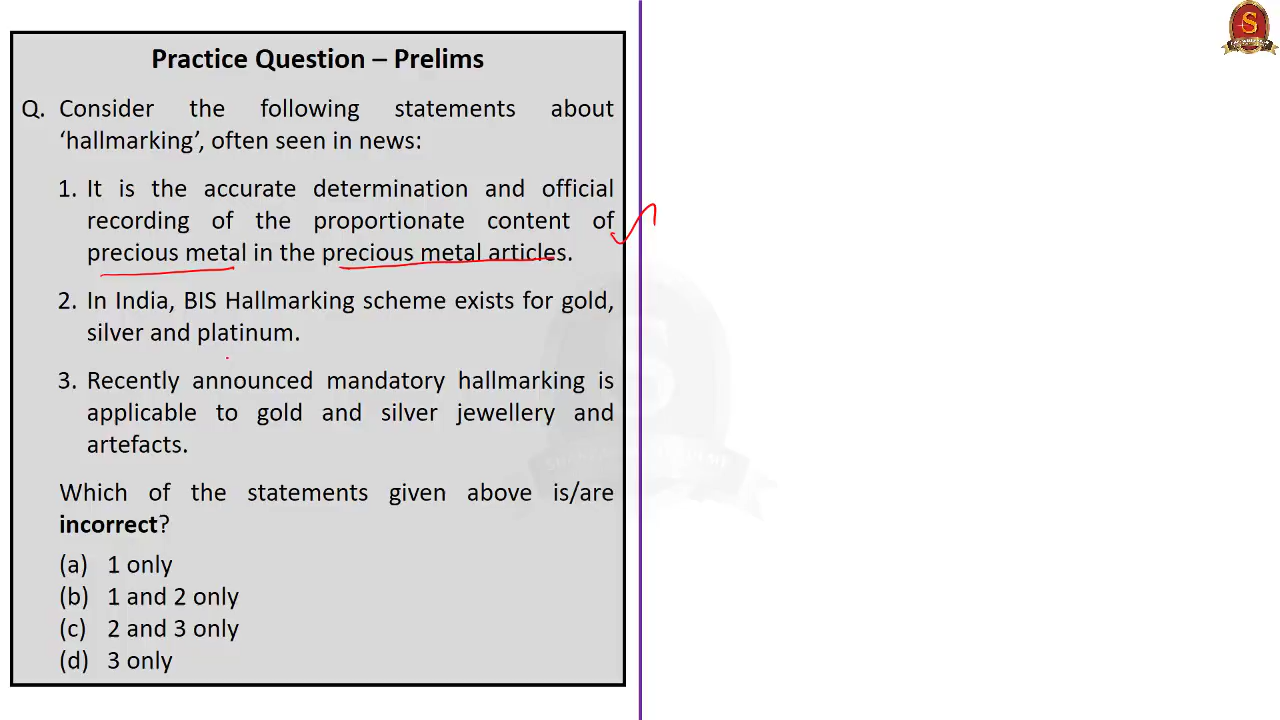 Practice Question – Prelims
Q. Consider the following statements about
‘hallmarking’, often seen in news:
1. It is the accurate determination and official
recording of the proportionate content of
precious metal in the precious metal articles.
2. In India, BIS Hallmarking scheme exists for gold,
silver and platinum.
3. Recently announced mandatory hallmarking is
applicable to gold and silver jewellery and
artefacts.
Which of the statements given above is/are
incorrect?
(a) 1 only
(b) 1 and 2 only
(c) 2 and 3 only
(d) 3 only